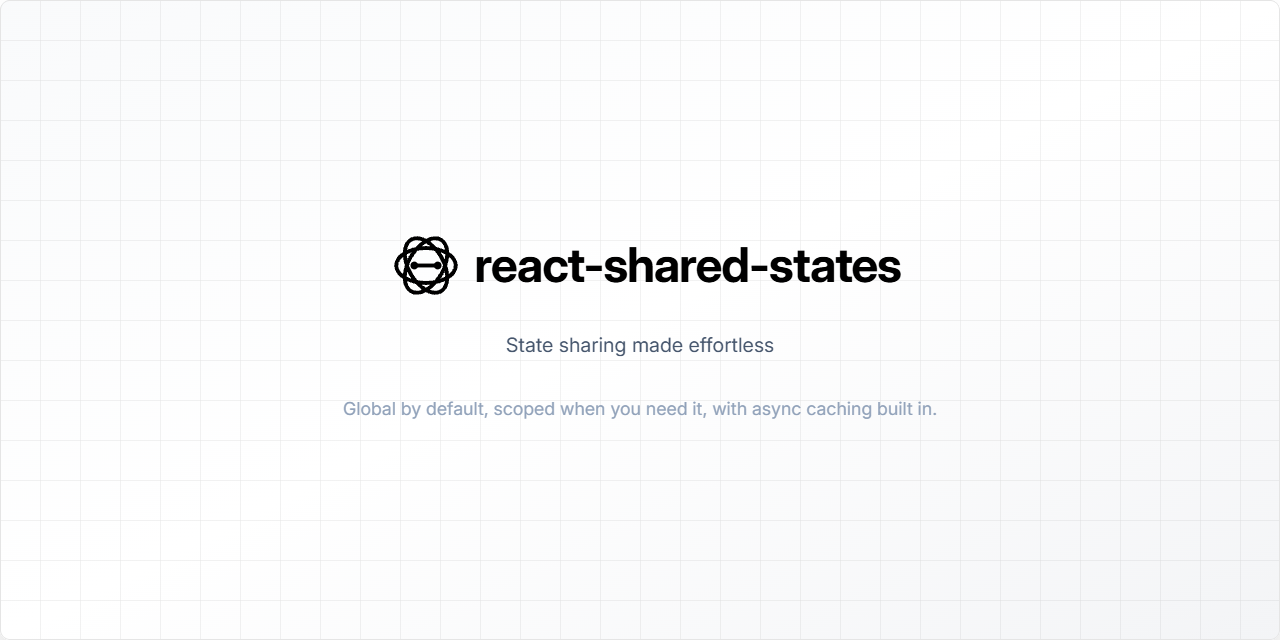 react-shared-states
State sharing made effortless
Global by default, scoped when you need it, with async caching built in.